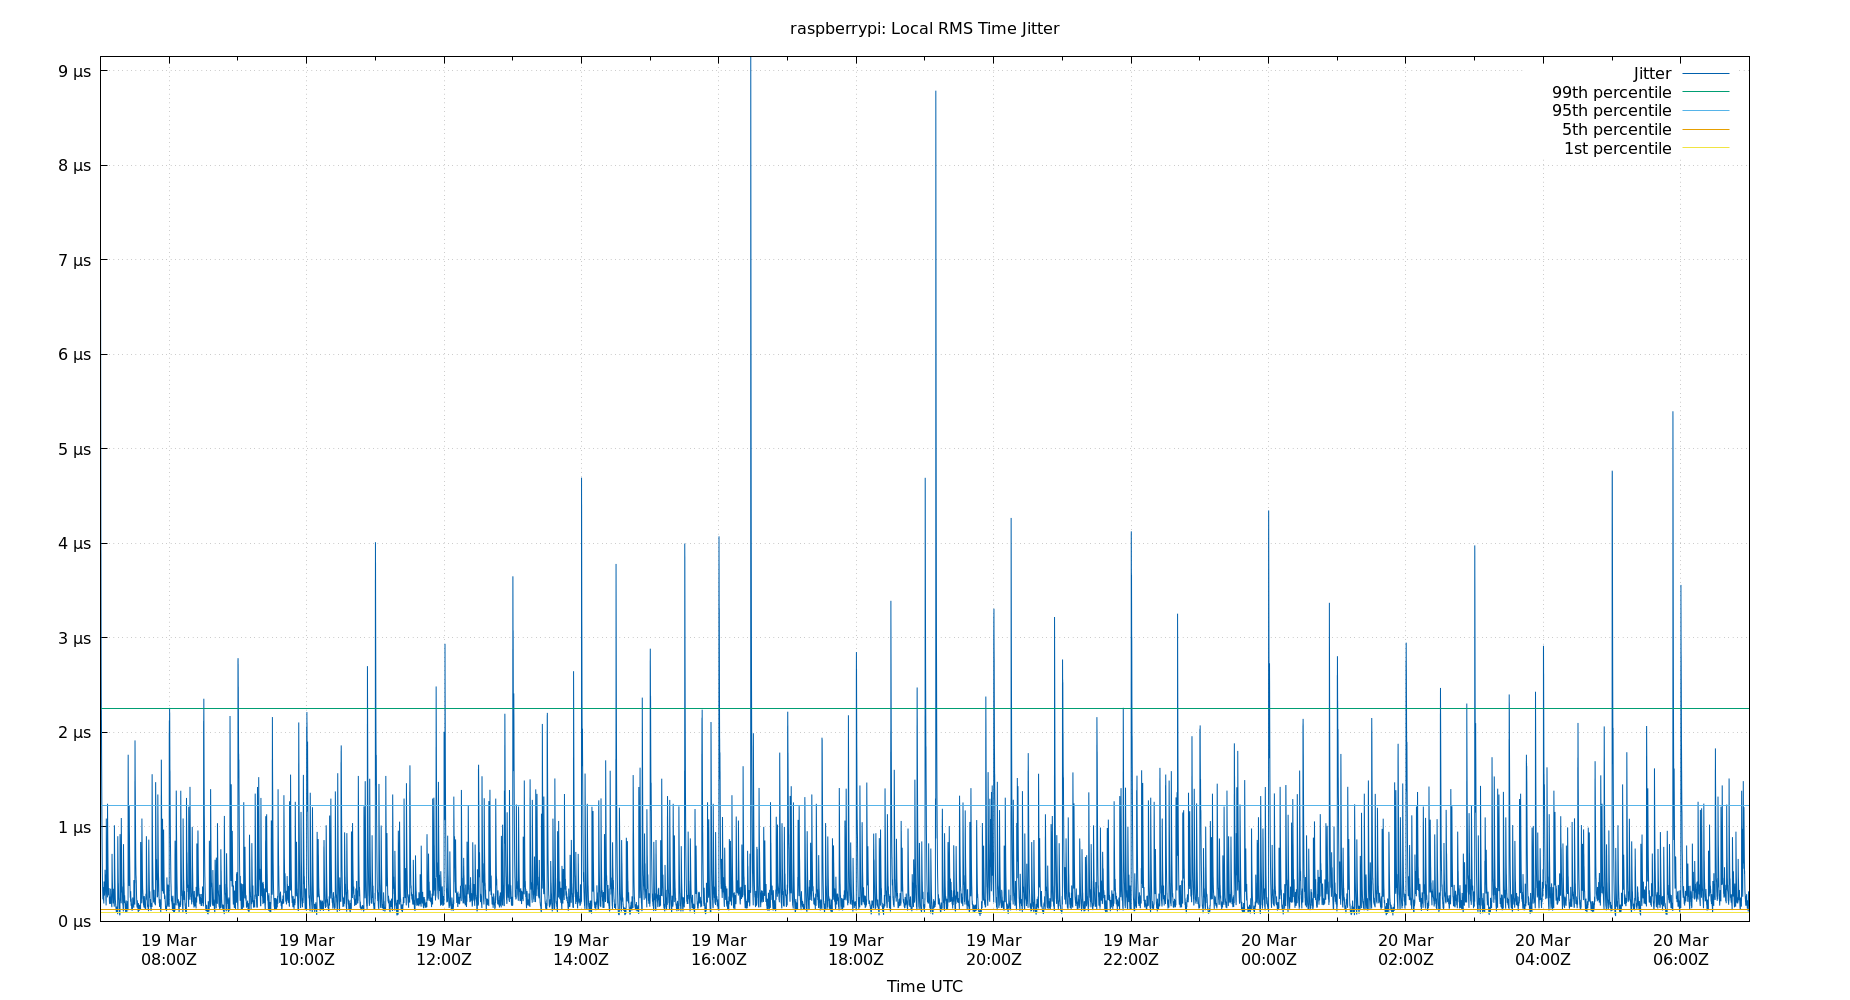 raspberrypi: Local RMS Time Jitter
9 µs
8 µs
7 µs
6 µs
5 µs
4 µs
3 µs
2 µs
1 µs
0 µs
Jitter
99th percentile
95th percentile
5th percentile
1st percentile
19 Mar 19 Mar 19 Mar 19 Mar 19 Mar 19 Mar 19 Mar 19 Mar 20 Mar 20 Mar 20 Mar 20 Mar
08:00Z 10:00Z 12:00Z 14:00Z 16:00Z 18:00Z 20:00Z 22:00Z 00:00Z 02:00Z 04:00Z 06:00Z
Time UTC